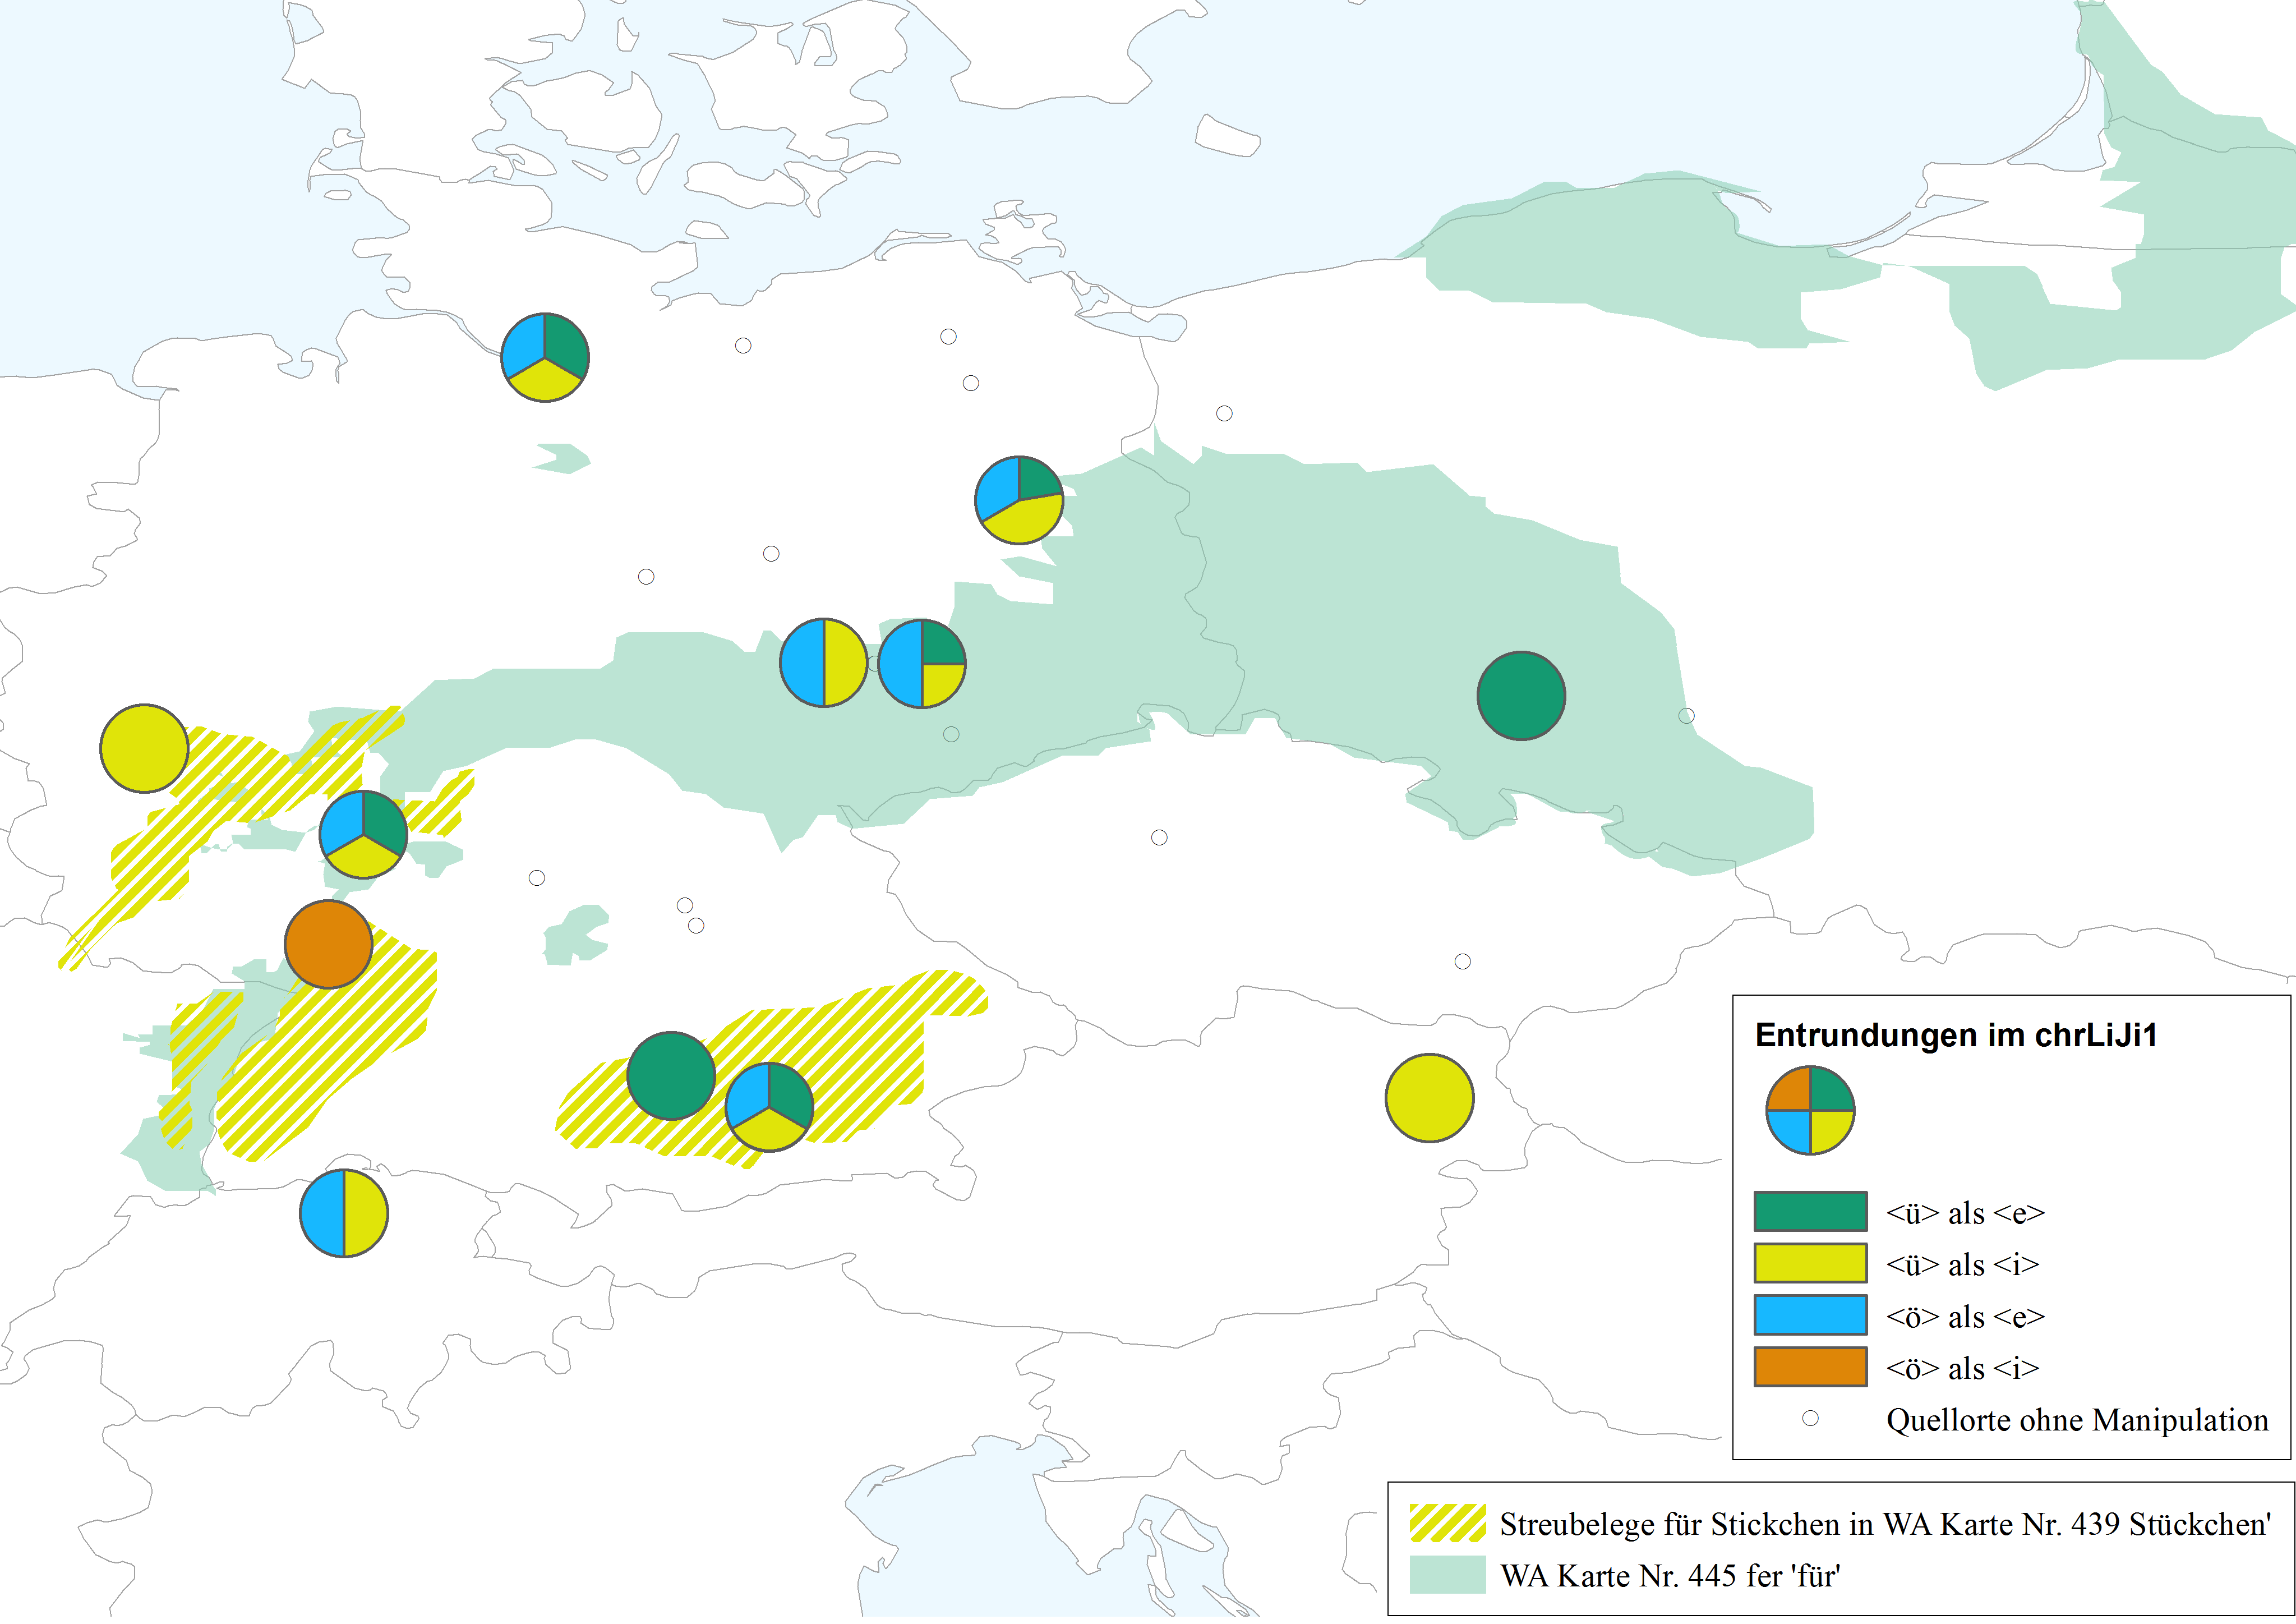 Entrundungen im chrLiJi1
<ü> als <e>
<ü> als <i>
<ö> als <e>
<ö> als <i>
Quellorte ohne Manipulation
Streubelege für Stickchen in WA Karte Nr. 439 Stückchen'
WA Karte Nr. 445 fer 'für'